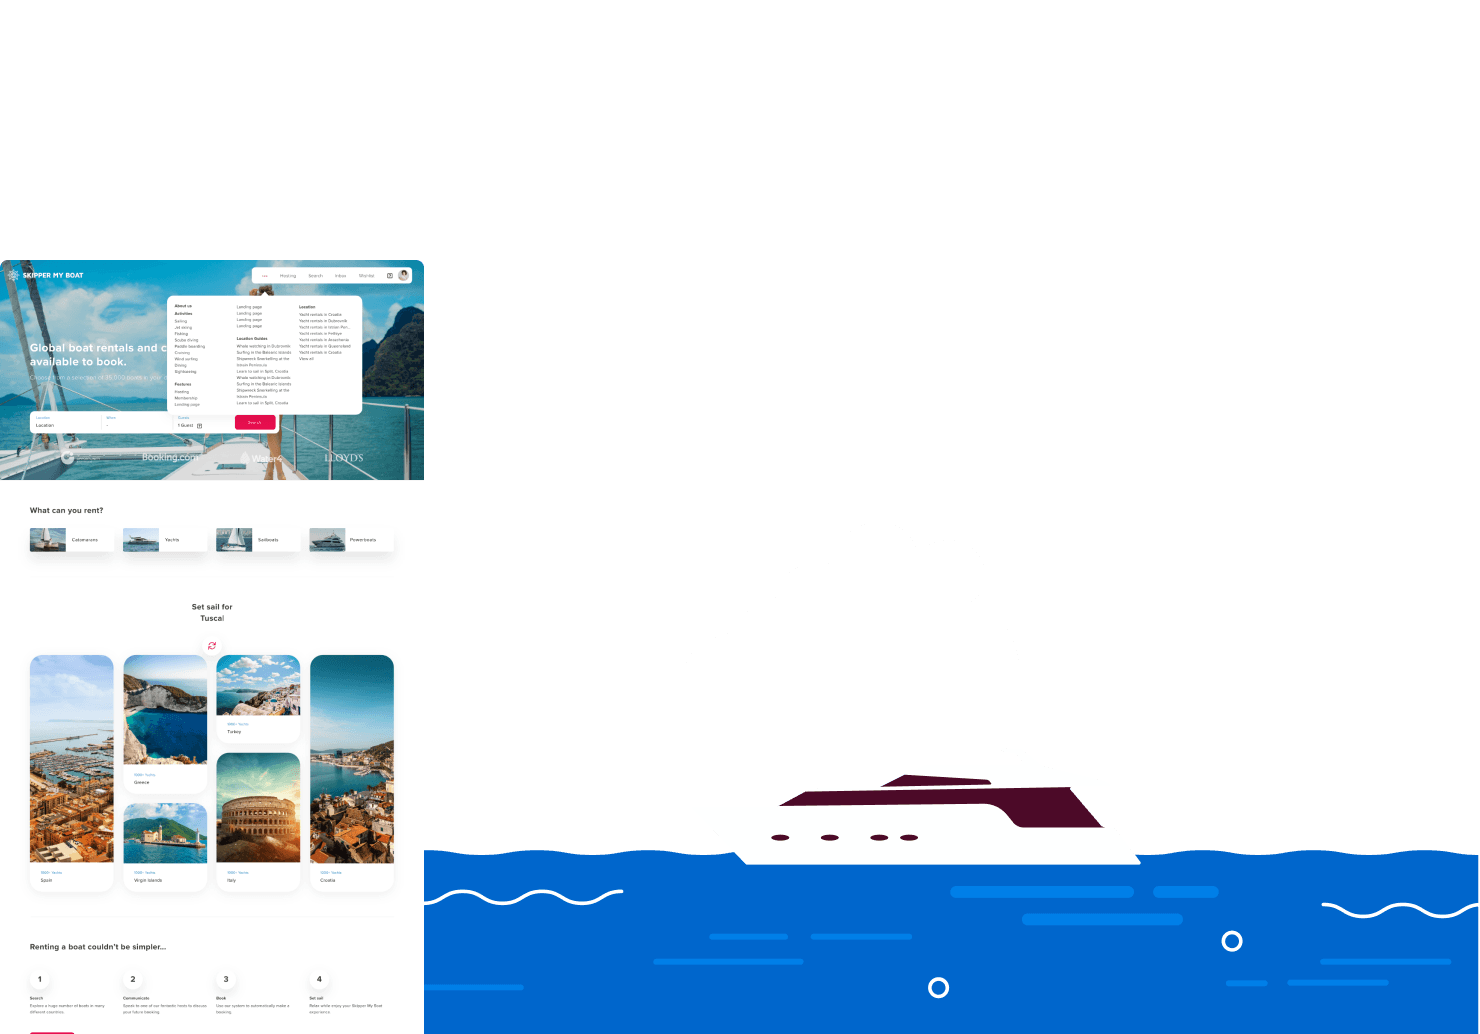 SKIPPER MY BOAT
Hosting
Search
Inbox
Wishlist
About us
Activities
Sailing
Jet skiing
Fishing
Scuba diving
Paddle boarding
Cruising
Wind surfing
Diving
Sightseeing
Features
Hosting
Membership
Landing page
Landing page
Landing page
Landing page
Landing page
Location Guides
Whale watching in Dubrovnik
Surfing in the Balearic Islands
Shipwreck Snorkelling at the
Istrian Peninsula
Learn to sail in Split, Croatia
Whale watching in Dubrovnik
Surfing in the Balearic Islands
Shipwreck Snorkelling at the
Istrian Peninsula
Learn to sail in Split, Croatia
Location
Yacht rentals in Croatia
Yacht rentals in Dubrovnik
Yacht rentals in Istrian Pen...
Yacht rentals in Fethiye
Yacht rentals in Queensland
Yacht rentals in Croatia
View all
Global boat rentals and c
available to book.
Location
Location
When
Guests
1 Guest
Search
Booking.com
LLOYD'S
What can you rent?
Catamarans
Yachts
Sailboats
Powerboats
Set sail for
Tusca|
Turkey
Greece
Spain
Virgin Islands
Italy
Croatia
Renting a boat couldn't be simpler...
1
2
3
4
Search
Explore a huge number of boats in many
different countries.
Communicate
Speak to one of our fantastic hosts to discuss
your future booking.
Book
Use our system to automatically make a
booking.
Set sail
Relax while enjoy your Skipper My Boat
experience.